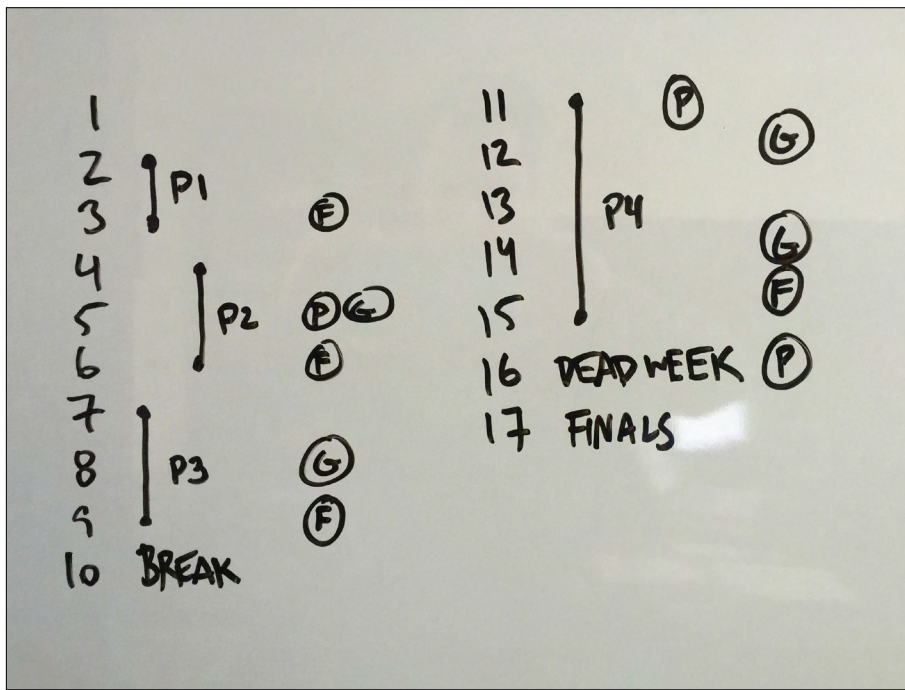 1
2 P1
3 F
4
5 P2 P G
6 F
7
8 P3 G
9 F
10 BREAK
11 P
12 G
13 P4
14 G
15 F
16 DEAD WEEK P
17 FINALS